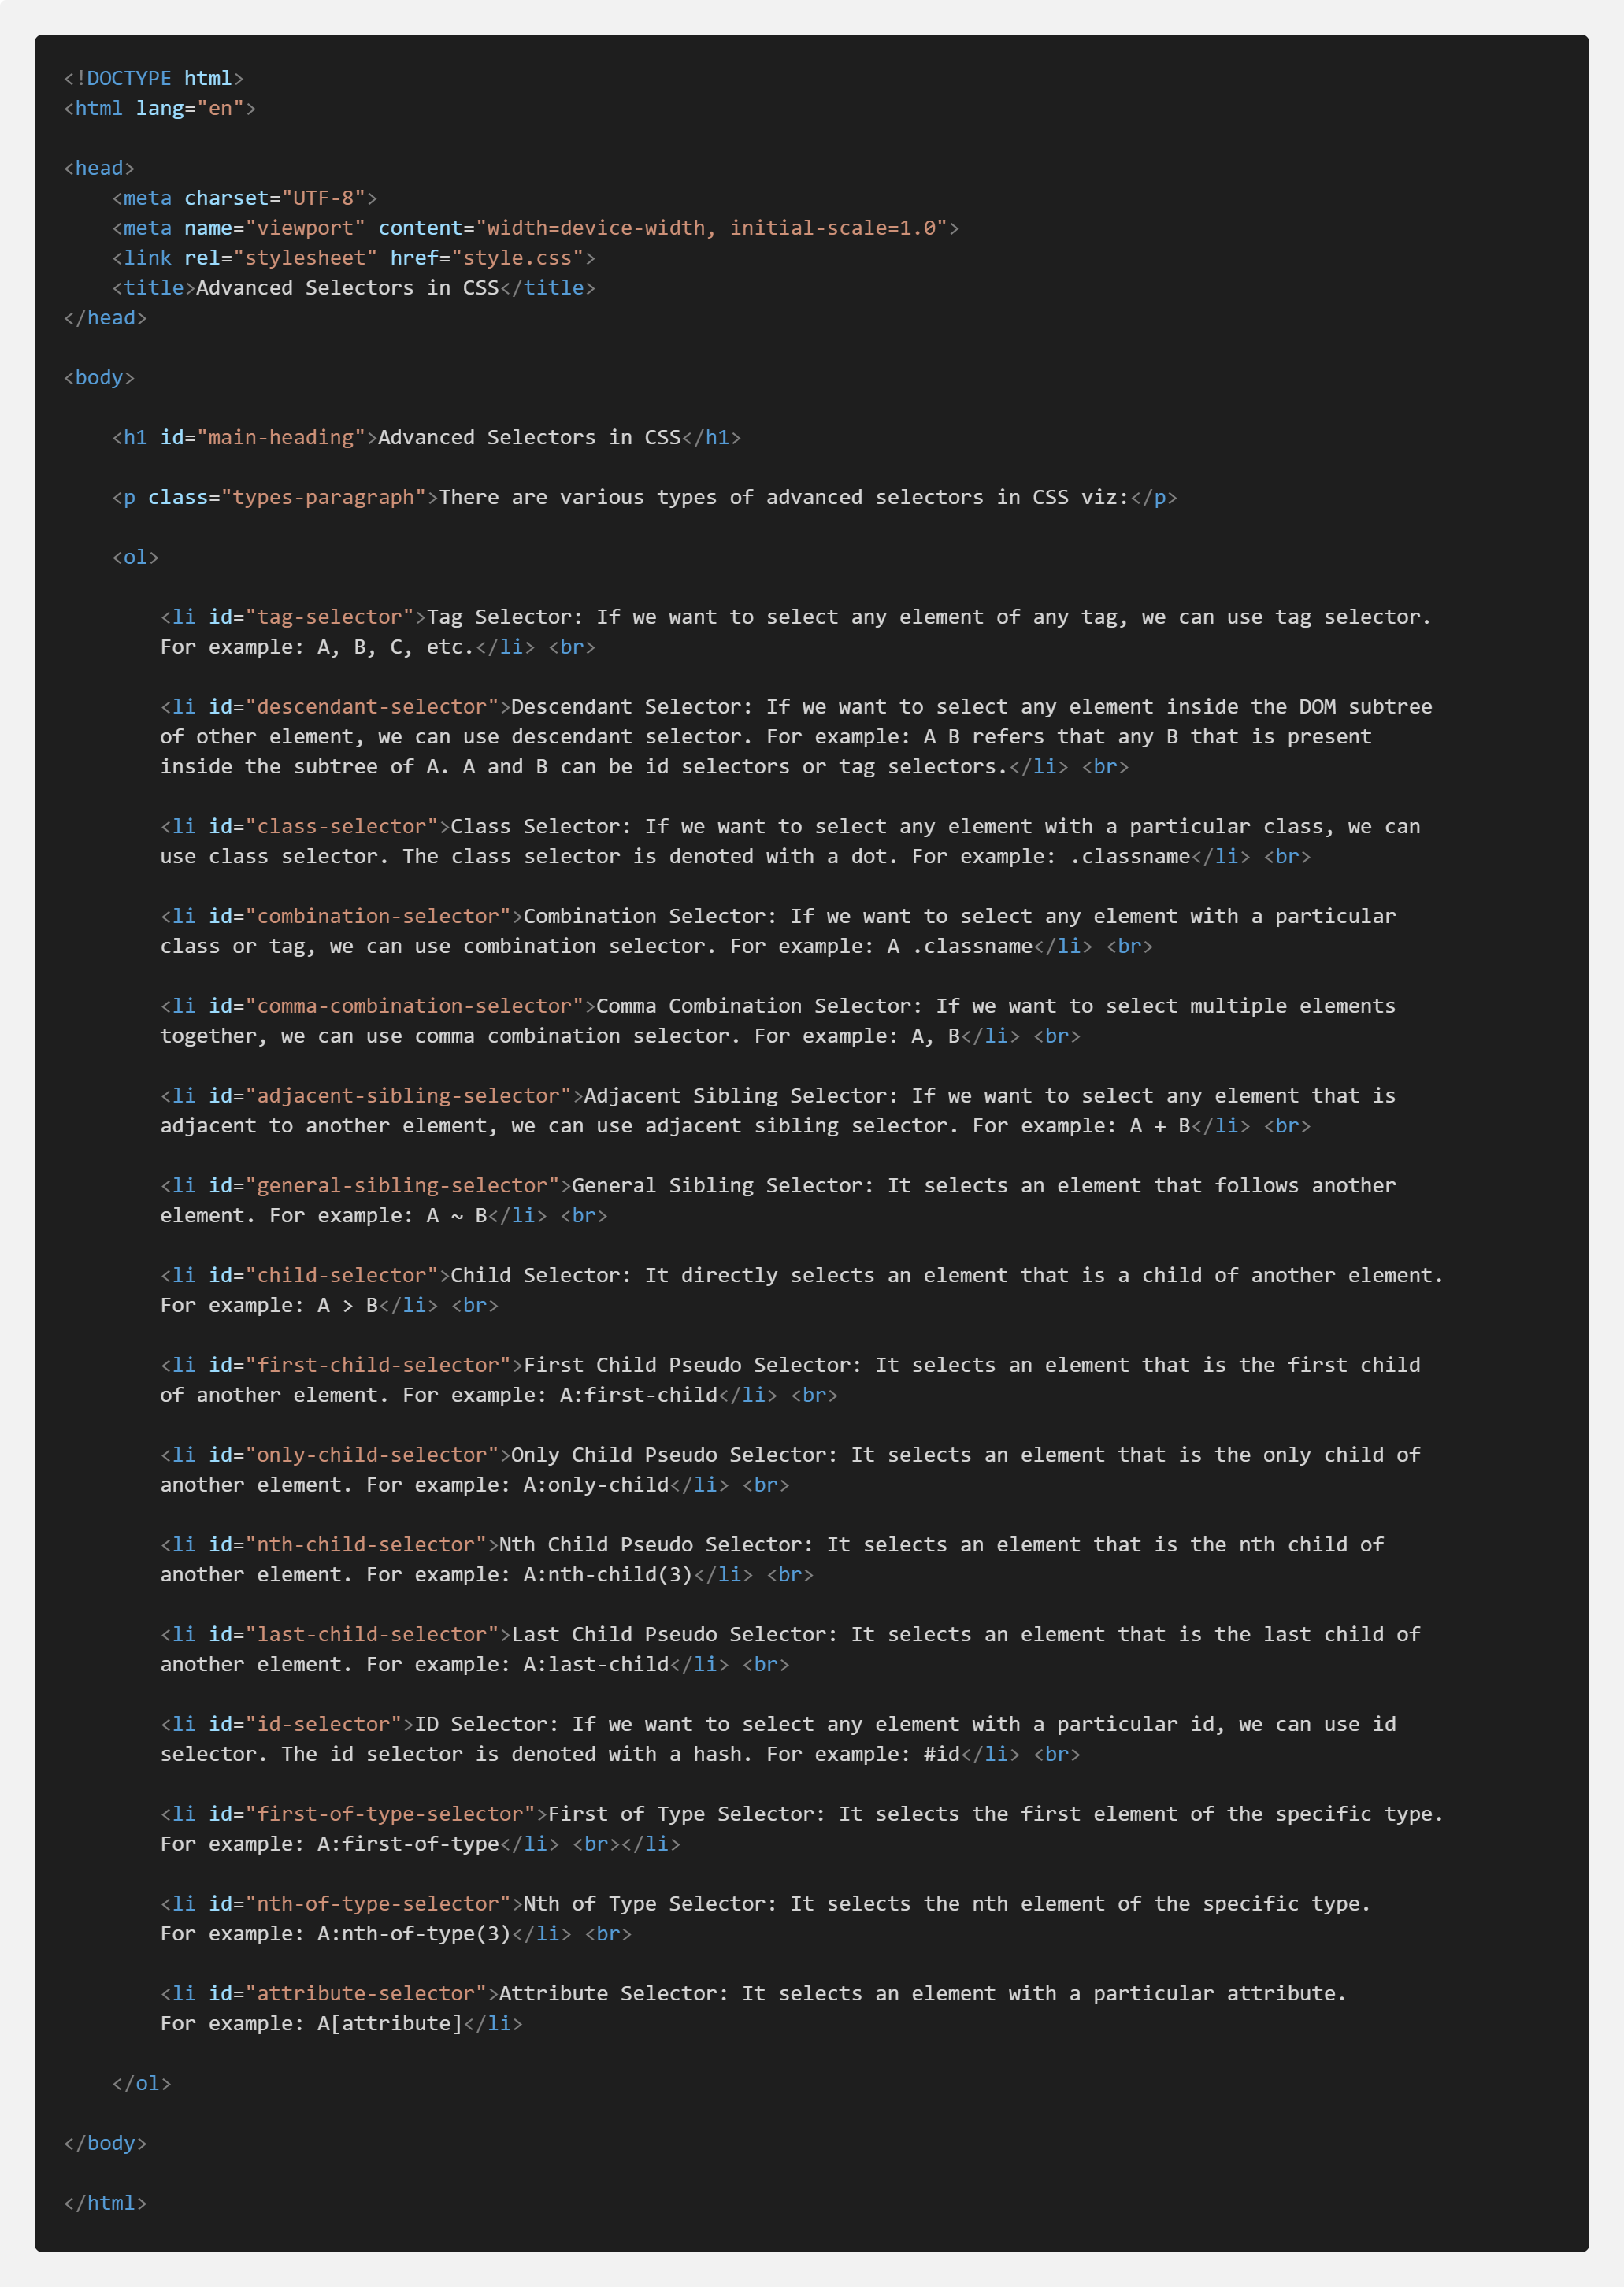 <!DOCTYPE html>
<html lang="en">
<head>
<meta charset="UTF-8">
<meta name="viewport" content="width=device-width, initial-scale=1.0">
<link rel="stylesheet" href="style.css">
<title>Advanced Selectors in CSS</title>
</head>
<body>
<h1 id="main-heading">Advanced Selectors in CSS</h1>
<p class="types-paragraph">There are various types of advanced selectors in CSS viz:</p>
<ol>
<li id="tag-selector">Tag Selector: If we want to select any element of any tag, we can use tag selector.
For example: A, B, C, etc.</li> <br>
<li id="descendant-selector">Descendant Selector: If we want to select any element inside the DOM subtree
of other element, we can use descendant selector. For example: A B refers that any B that is present
inside the subtree of A. A and B can be id selectors or tag selectors.</li> <br>
<li id="class-selector">Class Selector: If we want to select any element with a particular class, we can
use class selector. The class selector is denoted with a dot. For example: .classname</li> <br>
<li id="combination-selector">Combination Selector: If we want to select any element with a particular
class or tag, we can use combination selector. For example: A .classname</li> <br>
<li id="comma-combination-selector">Comma Combination Selector: If we want to select multiple elements
together, we can use comma combination selector. For example: A, B</li> <br>
<li id="adjacent-sibling-selector">Adjacent Sibling Selector: If we want to select any element that is
adjacent to another element, we can use adjacent sibling selector. For example: A + B</li> <br>
<li id="general-sibling-selector">General Sibling Selector: It selects an element that follows another
element. For example: A ~ B</li> <br>
<li id="child-selector">Child Selector: It directly selects an element that is a child of another element.
For example: A > B</li> <br>
<li id="first-child-selector">First Child Pseudo Selector: It selects an element that is the first child
of another element. For example: A:first-child</li> <br>
<li id="only-child-selector">Only Child Pseudo Selector: It selects an element that is the only child of
another element. For example: A:only-child</li> <br>
<li id="nth-child-selector">Nth Child Pseudo Selector: It selects an element that is the nth child of
another element. For example: A:nth-child(3)</li> <br>
<li id="last-child-selector">Last Child Pseudo Selector: It selects an element that is the last child of
another element. For example: A:last-child</li> <br>
<li id="id-selector">ID Selector: If we want to select any element with a particular id, we can use id
selector. The id selector is denoted with a hash. For example: #id</li> <br>
<li id="first-of-type-selector">First of Type Selector: It selects the first element of the specific type.
For example: A:first-of-type</li> <br></li>
<li id="nth-of-type-selector">Nth of Type Selector: It selects the nth element of the specific type.
For example: A:nth-of-type(3)</li> <br>
<li id="attribute-selector">Attribute Selector: It selects an element with a particular attribute.
For example: A[attribute]</li>
</ol>
</body>
</html>